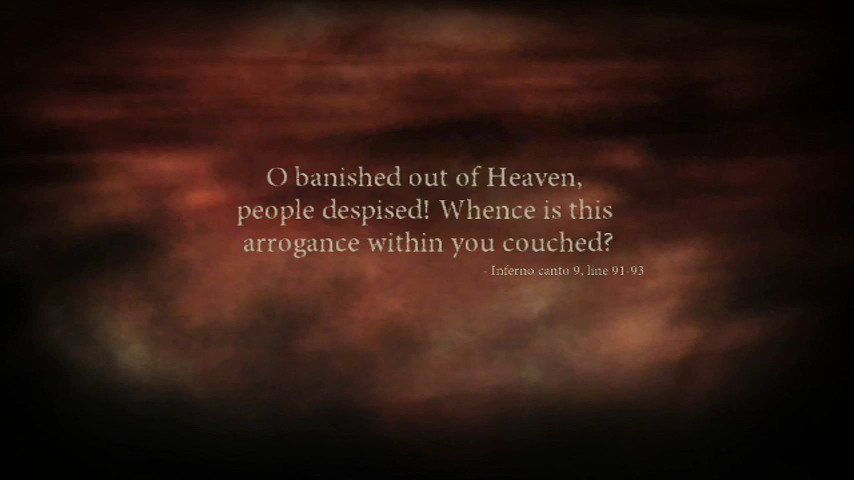 O banished out of Heaven,
people despised! Whence is this
arrogance within you couched?
- Inferno canto 9, line 91-93